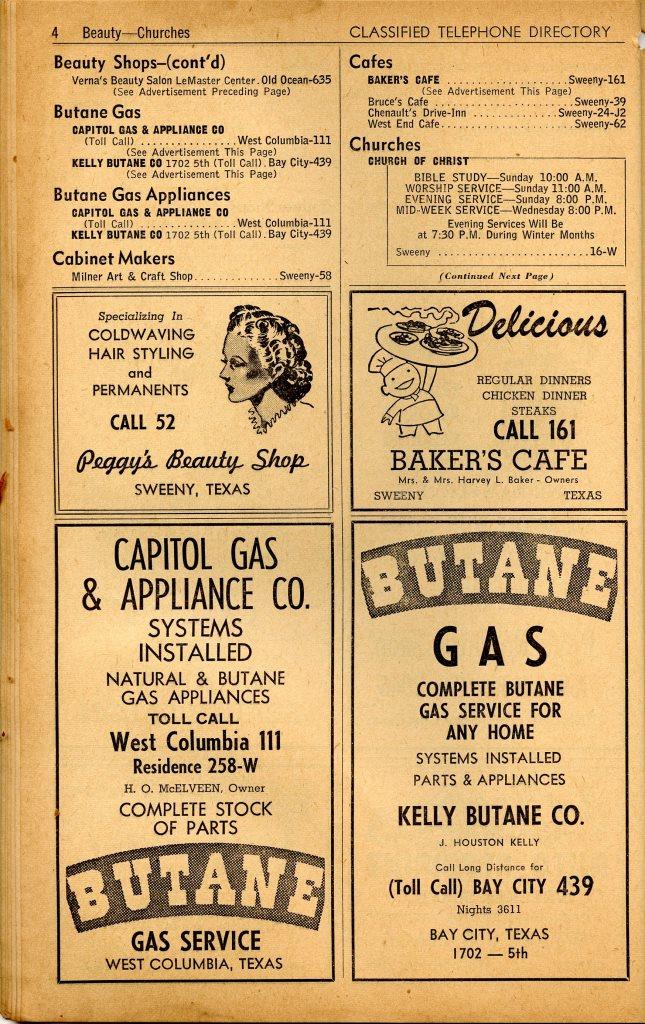 4 Beauty—Churches CLASSIFIED TELEPHONE DIRECTORY
Beauty Shops—(cont'd)
Verna's Beauty Salon LeMaster Center. Old Ocean-635
(See Advertisement Preceding Page)
Butane Gas
CAPITOL GAS & APPLIANCE CO
(Toll Call) ................West Columbia-111
(See Advertisement This Page)
KELLY BUTANE CO 1702 5th (Toll Call). Bay City-439
(See Advertisement This Page)
Butane Gas Appliances
CAPITOL GAS & APPLIANCE CO
(Toll Call) ................West Columbia-111
KELLY BUTANE CO 1702 5th (Toll Call). Bay City-439
Cabinet Makers
Milner Art & Craft Shop..............Sweeny-58
Cafes
BAKER'S CAFE ....................Sweeny-161
(See Advertisement This Page)
Bruce's Cafe .......................Sweeny-39
Chenault's Drive-Inn ..............Sweeny-24-J2
West End Cafe.....................Sweeny-62
Churches
CHURCH OF CHRIST
BIBLE STUDY—Sunday 10:00 A.M.
WORSHIP SERVICE—Sunday 11:00 A.M.
EVENING SERVICE—Sunday 8:00 P.M.
MID-WEEK SERVICE—Wednesday 8:00 P.M.
Evening Services Will Be
at 7:30 P.M. During Winter Months
Sweeny .........................16-W
(Continued Next Page)
Specializing In
COLDWAVING
HAIR STYLING
and
PERMANENTS
CALL 52
Peggy's Beauty Shop
SWEENY, TEXAS
Delicious
REGULAR DINNERS
CHICKEN DINNER
STEAKS
CALL 161
BAKER'S CAFE
Mrs. & Mrs. Harvey L. Baker - Owners
SWEENY TEXAS
CAPITOL GAS
& APPLIANCE CO.
SYSTEMS
INSTALLED
NATURAL & BUTANE
GAS APPLIANCES
TOLL CALL
West Columbia 111
Residence 258-W
H. O. McELVEEN, Owner
COMPLETE STOCK
OF PARTS
BUTANE
GAS SERVICE
WEST COLUMBIA, TEXAS
BUTANE
GAS
COMPLETE BUTANE
GAS SERVICE FOR
ANY HOME
SYSTEMS INSTALLED
PARTS & APPLIANCES
KELLY BUTANE CO.
J. HOUSTON KELLY
Call Long Distance for
(Toll Call) BAY CITY 439
Nights 3611
BAY CITY, TEXAS
1702 — 5th